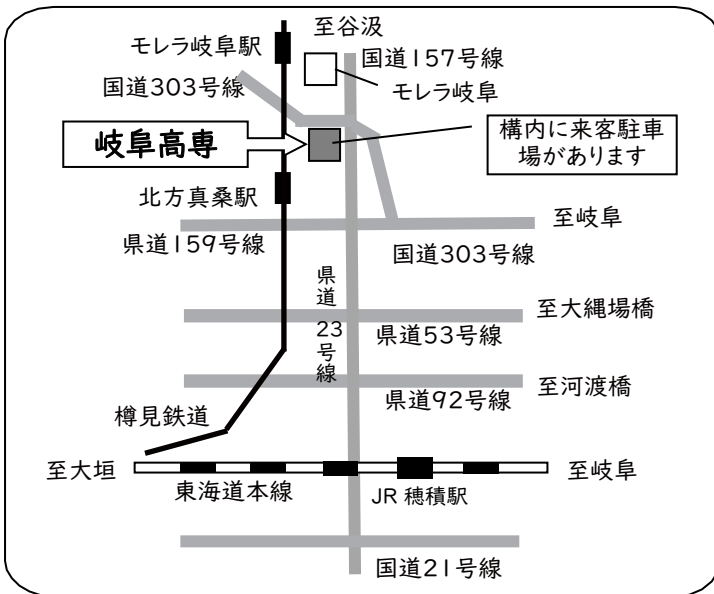 至谷汲
モレラ岐阜駅
国道157号線
国道303号線
モレラ岐阜
岐阜高専
構内に来客駐車
場があります
北方真桑駅
至岐阜
県道159号線
国道303号線
県道23号線
至大縄場橋
県道53号線
至河渡橋
県道92号線
樽見鉄道
至大垣
至岐阜
東海道本線
JR 穂積駅
国道21号線